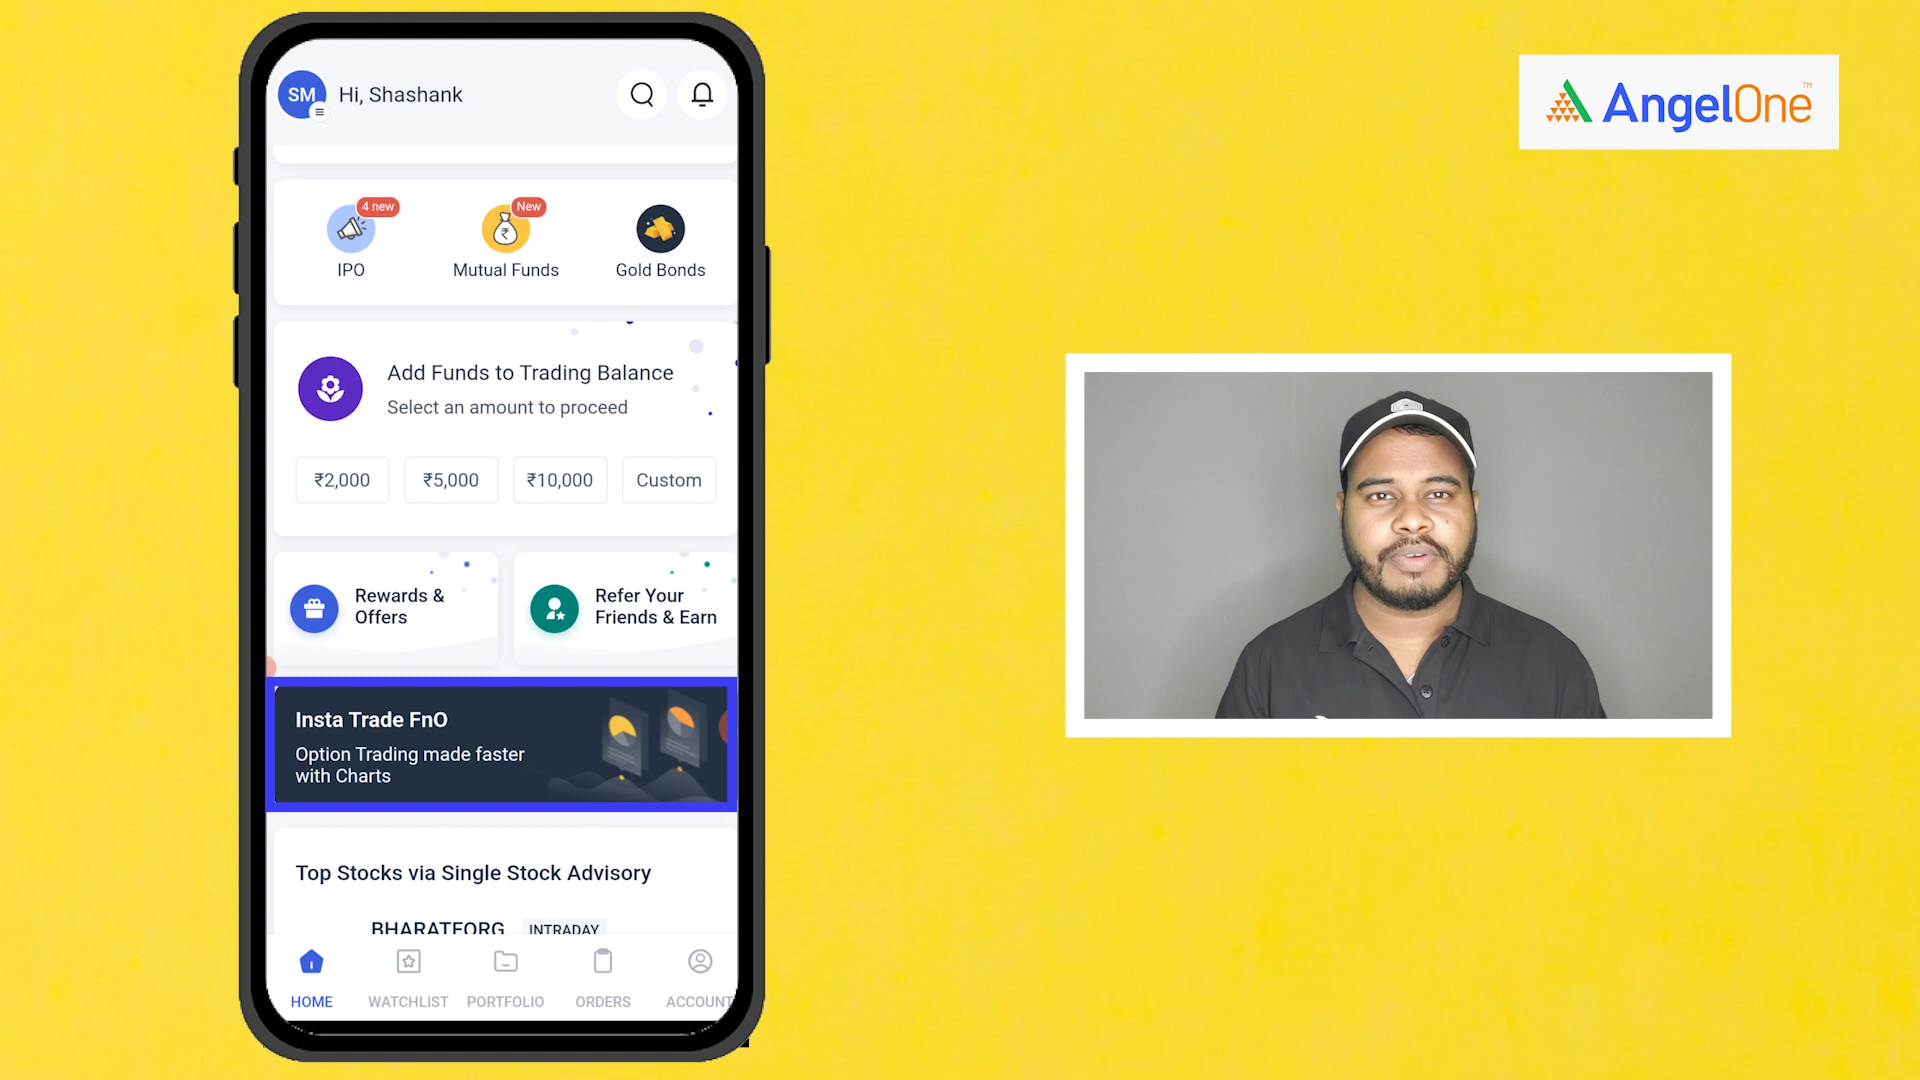 SM
Hi, Shashank
AngelOne
TM
4 new
New
₹
IPO
Mutual Funds
Gold Bonds
Add Funds to Trading Balance
Select an amount to proceed
₹2,000
₹5,000
₹10,000
Custom
Rewards &
Offers
Refer Your
Friends & Earn
Insta Trade FnO
Option Trading made faster
with Charts
Top Stocks via Single Stock Advisory
BHARATFORG
INTRADAY
HOME
WATCHLIST
PORTFOLIO
ORDERS
ACCOUNT